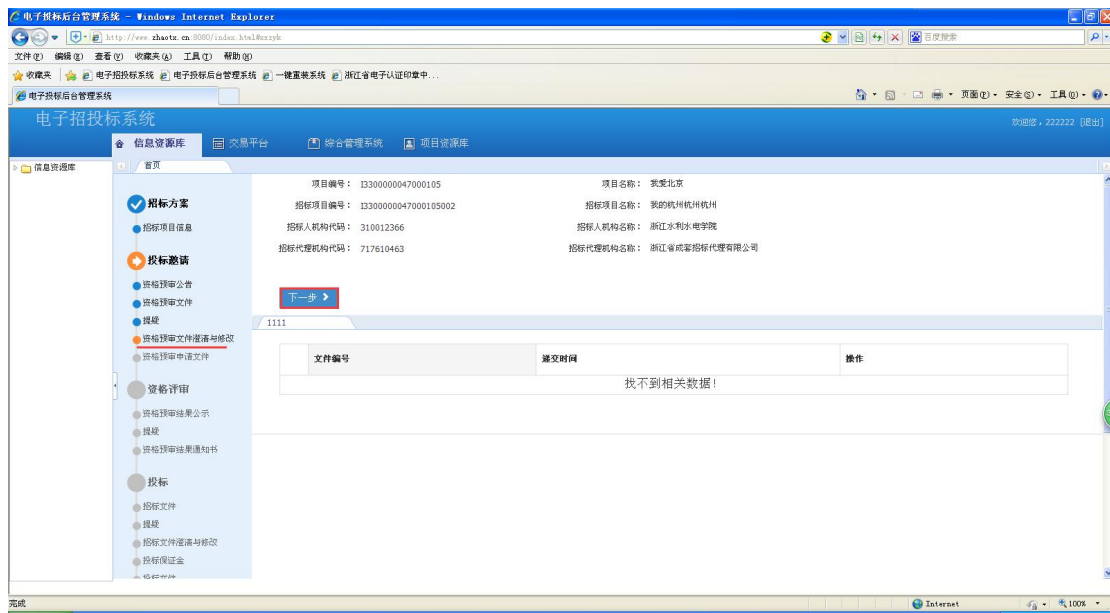 电子投标后台管理系统 - Windows Internet Explorer
http://www.zhaotx.cn:8080/index.html#xxzyk
百度搜索
文件(F) 编辑(E) 查看(V) 收藏夹(A) 工具(T) 帮助(H)
收藏夹 电子招投标系统 电子投标后台管理系统 一键重装系统 浙江省电子认证印章中...
电子投标后台管理系统
页面(P) 安全(S) 工具(O)
电子招投标系统
欢迎您，222222 [退出]
信息资源库 交易平台 综合管理系统 项目资源库
信息资源库
首页
招标方案
招标项目信息
投标邀请
资格预审公告
资格预审文件
提疑
资格预审文件澄清与修改
资格预审申请文件
资格评审
资格预审结果公示
提疑
资格预审结果通知书
投标
招标文件
提疑
招标文件澄清与修改
投标保证金
投标文件
项目编号： I3300000047000105 项目名称： 我爱北京
招标项目编号： I3300000047000105002 招标项目名称： 我的杭州杭州杭州
招标人机构代码： 310012366 招标人机构名称： 浙江水利水电学院
招标代理机构代码： 717610463 招标代理机构名称： 浙江省成套招标代理有限公司
下一步
1111
文件编号 递交时间 操作
找不到相关数据！
完成
Internet
100%